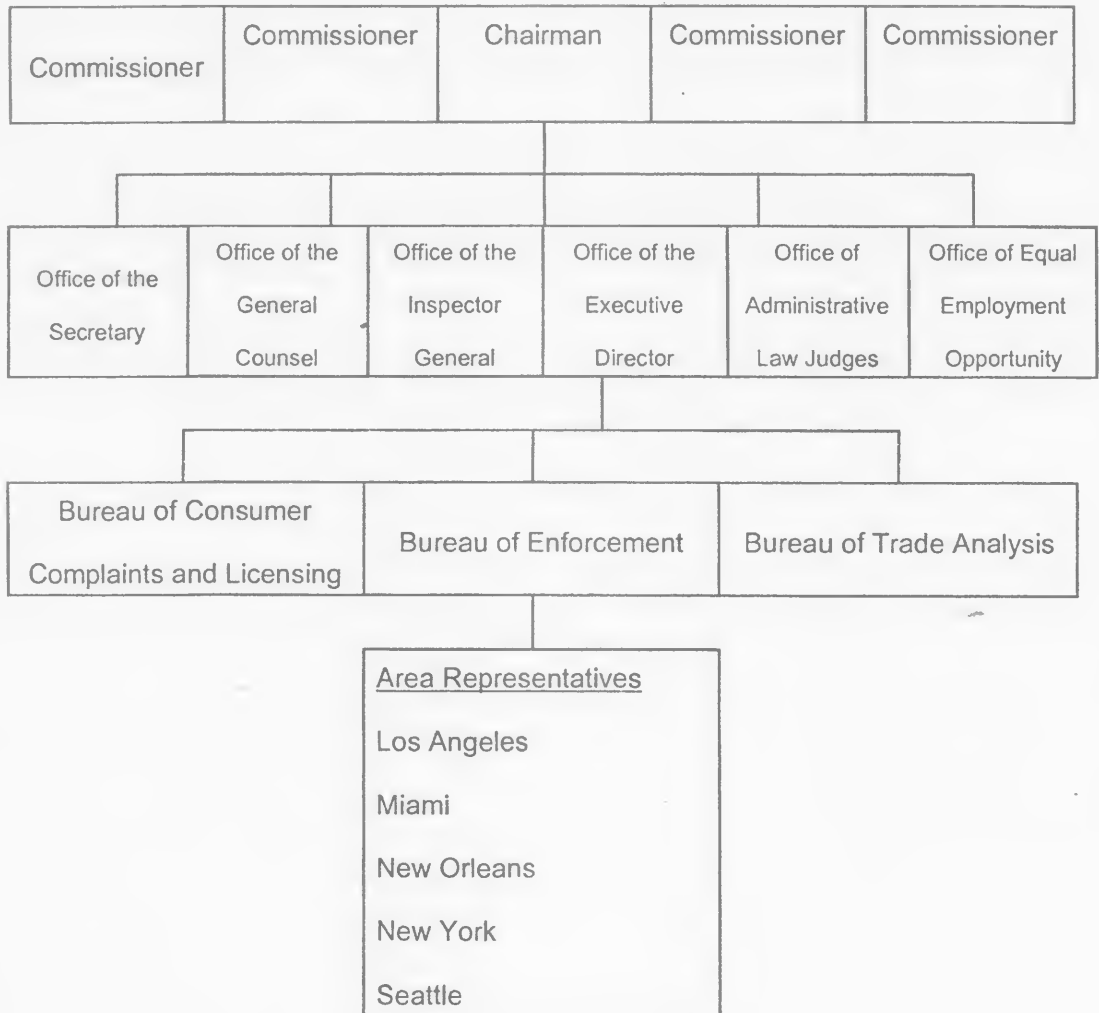 Commissioner
Commissioner
Chairman
Commissioner
Commissioner
Office of the
Secretary
Office of the
General
Counsel
Office of the
Inspector
General
Office of the
Executive
Director
Office of
Administrative
Law Judges
Office of Equal
Employment
Opportunity
Bureau of Consumer
Complaints and Licensing
Bureau of Enforcement
Bureau of Trade Analysis
Area Representatives
Los Angeles
Miami
New Orleans
New York
Seattle